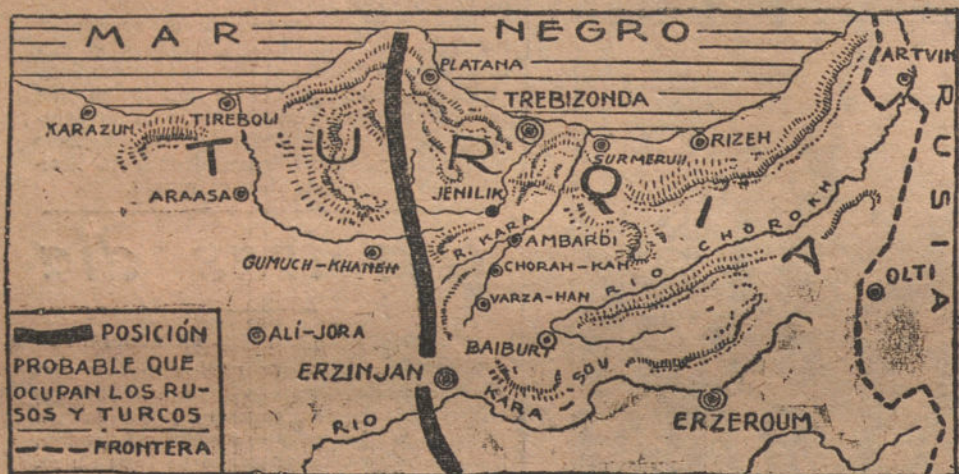 MAR NEGRO
PLATANA
ARTVIN
TREBIZONDA
KARAZUN
TIREBOLI
RIZEH
TURQIA
RUSIA
ARAASA
JENILIK
R. KARA
AMBARDI
RIO CHOROKH
GUMUCH-KHANEH
CHORAH-KAH
OLTI
VARZA-HAN
ALÍ-JORA
BAIBURT
ERZINJAN
RIO KARA-SOU
ERZEROUM
POSICIÓN
PROBABLE QUE
OCUPAN LOS RU-
SOS Y TURCOS
FRONTERA